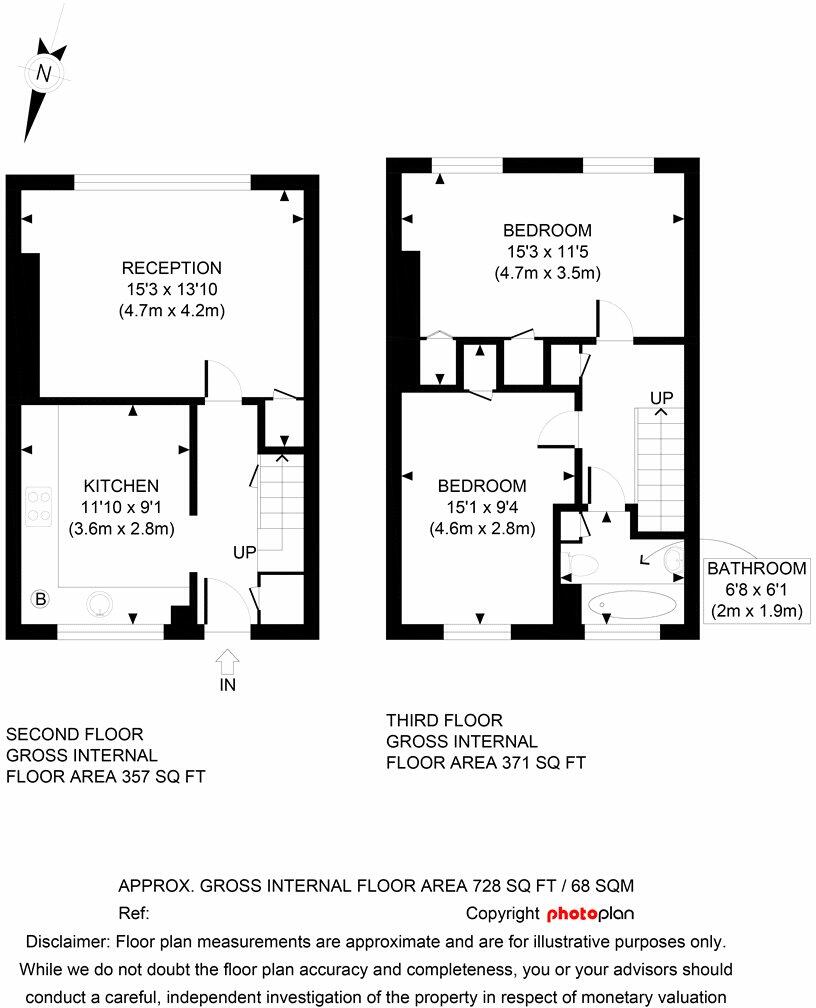 N
RECEPTION
15'3 x 13'10
(4.7m x 4.2m)
KITCHEN
11'10 x 9'1
(3.6m x 2.8m)
UP
B
IN
BEDROOM
15'3 x 11'5
(4.7m x 3.5m)
UP
BEDROOM
15'1 x 9'4
(4.6m x 2.8m)
BATHROOM
6'8 x 6'1
(2m x 1.9m)
SECOND FLOOR
GROSS INTERNAL
FLOOR AREA 357 SQ FT
THIRD FLOOR
GROSS INTERNAL
FLOOR AREA 371 SQ FT
APPROX. GROSS INTERNAL FLOOR AREA 728 SQ FT / 68 SQM
Ref: Copyright photoplan
Disclaimer: Floor plan measurements are approximate and are for illustrative purposes only.
While we do not doubt the floor plan accuracy and completeness, you or your advisors should
conduct a careful, independent investigation of the property in respect of monetary valuation